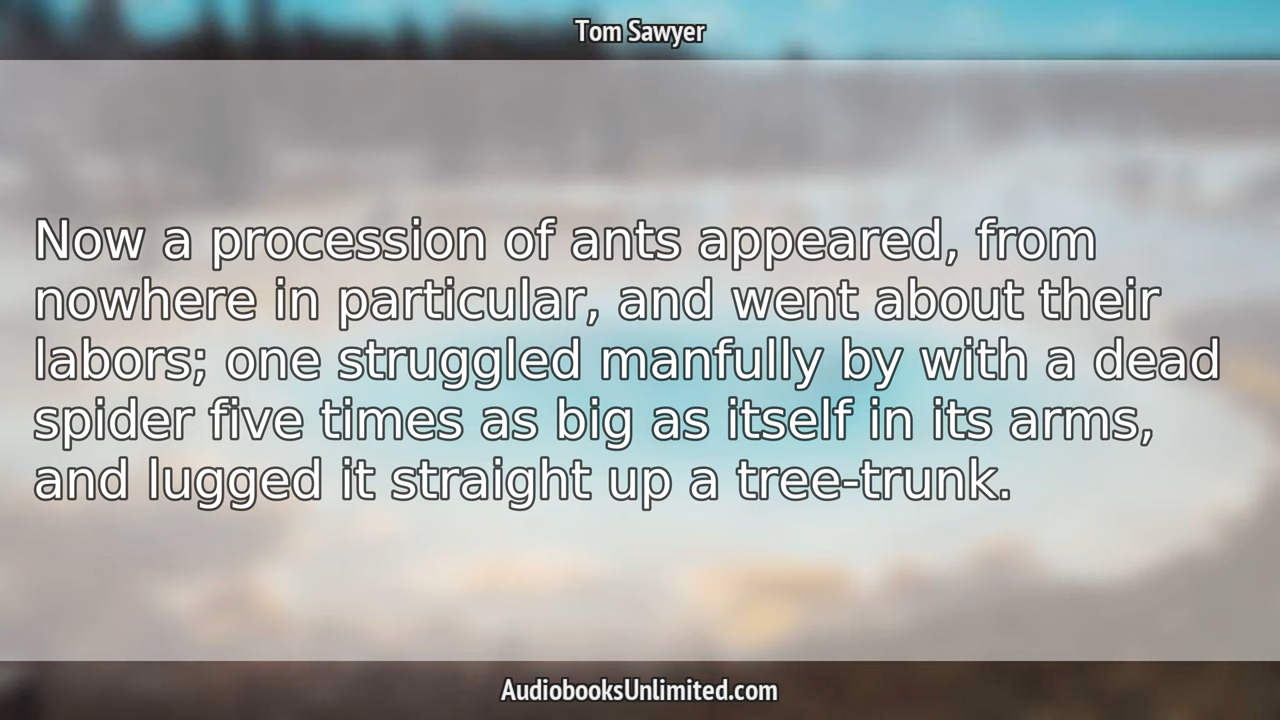 Tom Sawyer
Now a procession of ants appeared, from
nowhere in particular, and went about their
labors; one struggled manfully by with a dead
spider five times as big as itself in its arms,
and lugged it straight up a tree-trunk.
AudiobooksUnlimited.com